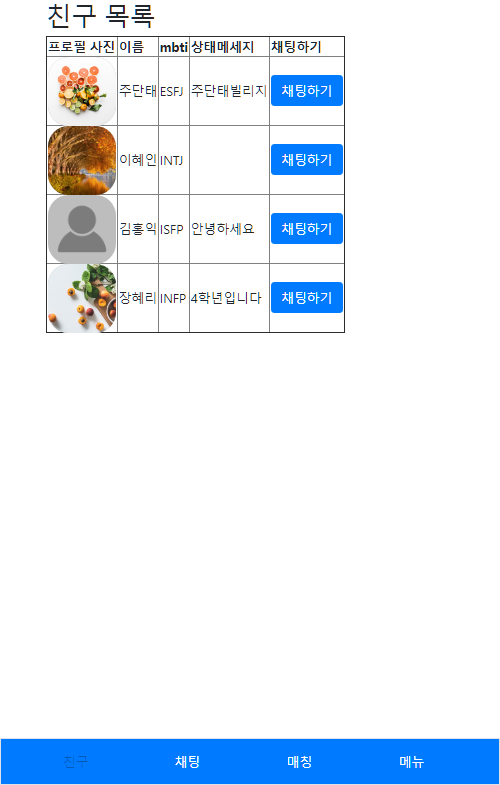 친구 목록
프로필 사진 이름 mbti 상태메세지 채팅하기
주단태 ESFJ 주단태빌리지 채팅하기
이혜인 INTJ 채팅하기
김홍익 ISFP 안녕하세요 채팅하기
장혜리 INFP 4학년입니다 채팅하기
친구 채팅 매칭 메뉴